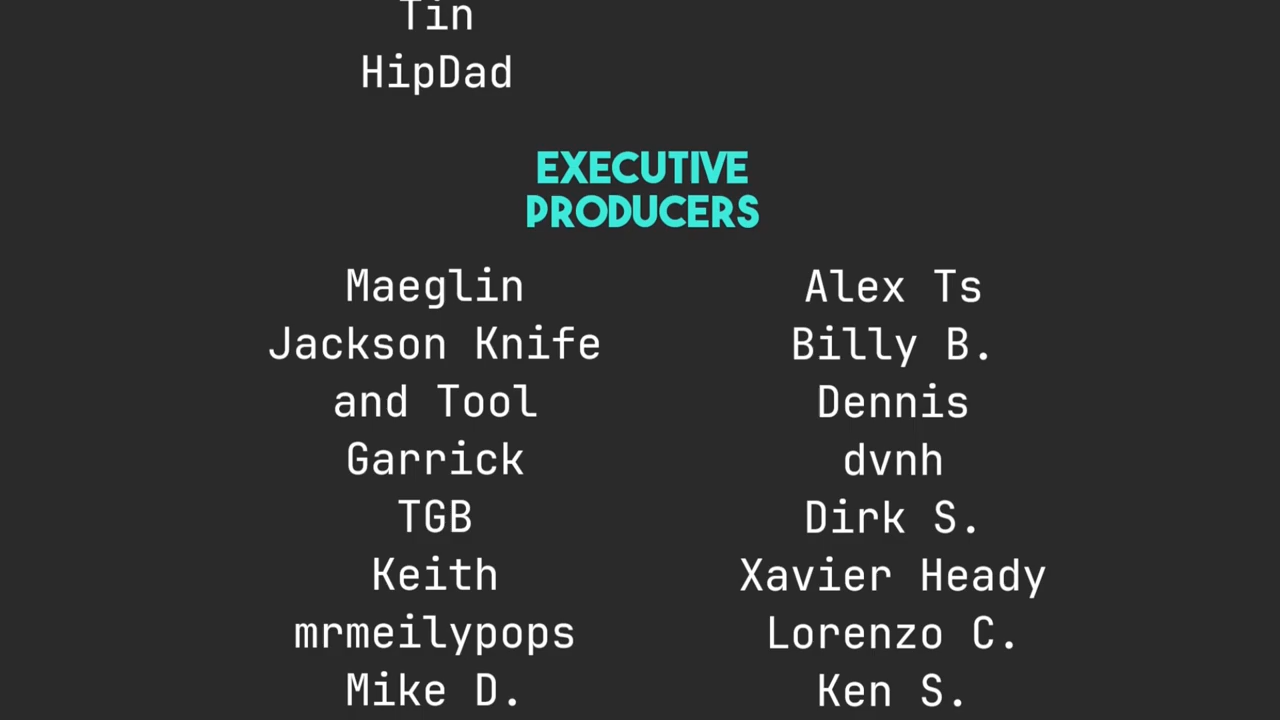 Tin
HipDad
EXECUTIVE
PRODUCERS
Maeglin
Jackson Knife
and Tool
Garrick
TGB
Keith
mrmeilypops
Mike D.
Alex Ts
Billy B.
Dennis
dvnh
Dirk S.
Xavier Heady
Lorenzo C.
Ken S.